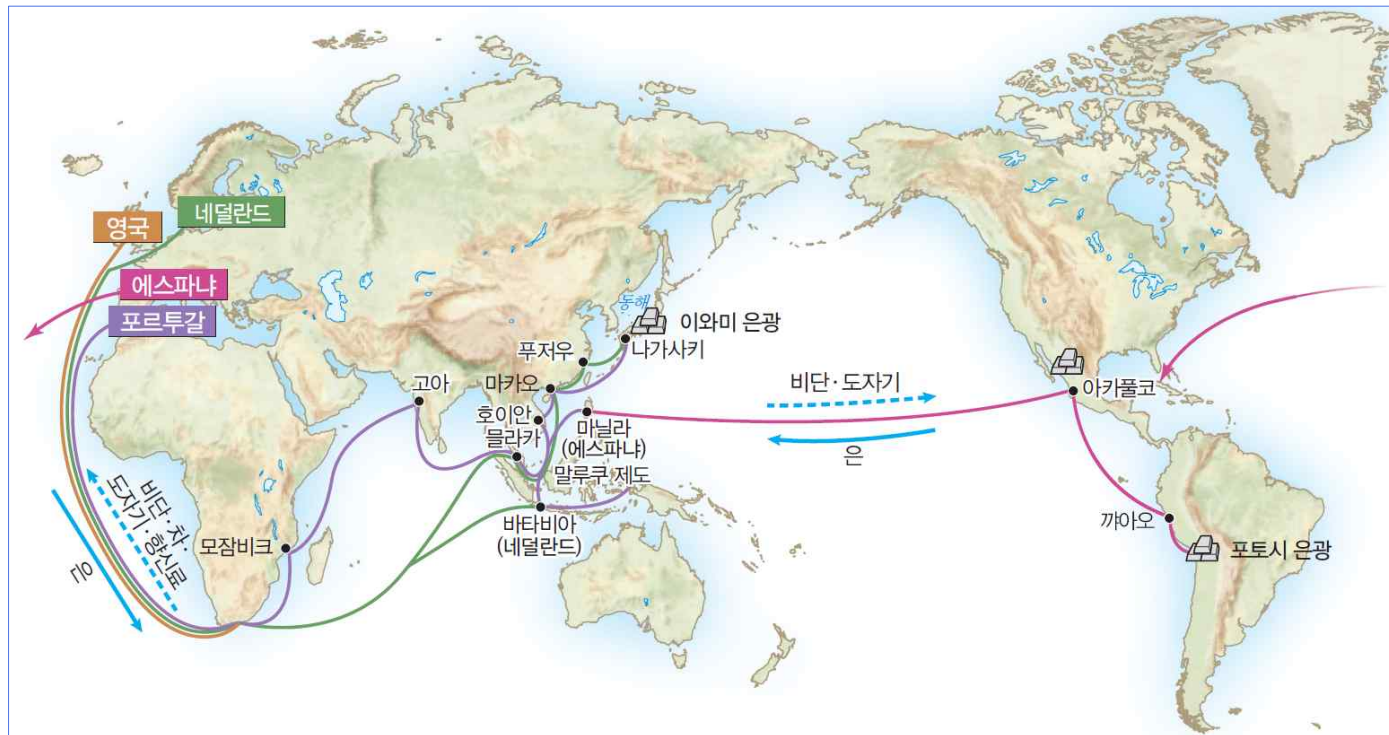 네덜란드
영국
에스파냐
포르투갈
동해
이와미 은광
나가사키
푸저우
고아
마카오
비단·도자기
아카풀코
호이안
믈라카
마닐라
(에스파냐)
은
말루쿠 제도
바타비아
(네덜란드)
꺄아오
모잠비크
포토시 은광
비단·차·
도자기·향신료
은